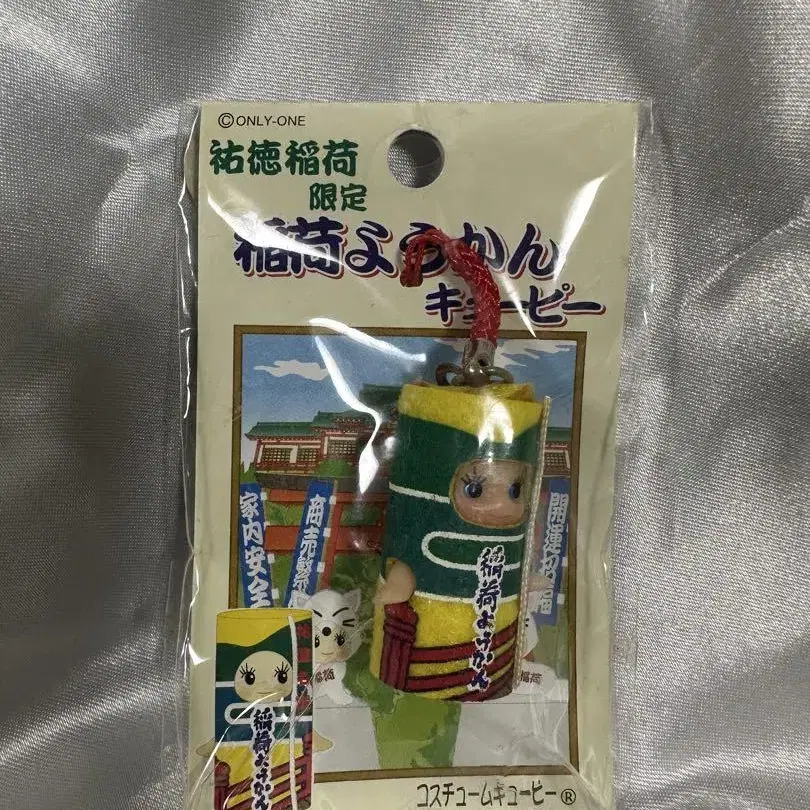 ©ONLY-ONE
祐徳稲荷
限定
稲荷ようかん
キューピー
家内安全
商売繁
開運招福
稲荷ようかん
稲荷
稲荷
稲荷ようかん
コスチュームキューピー®